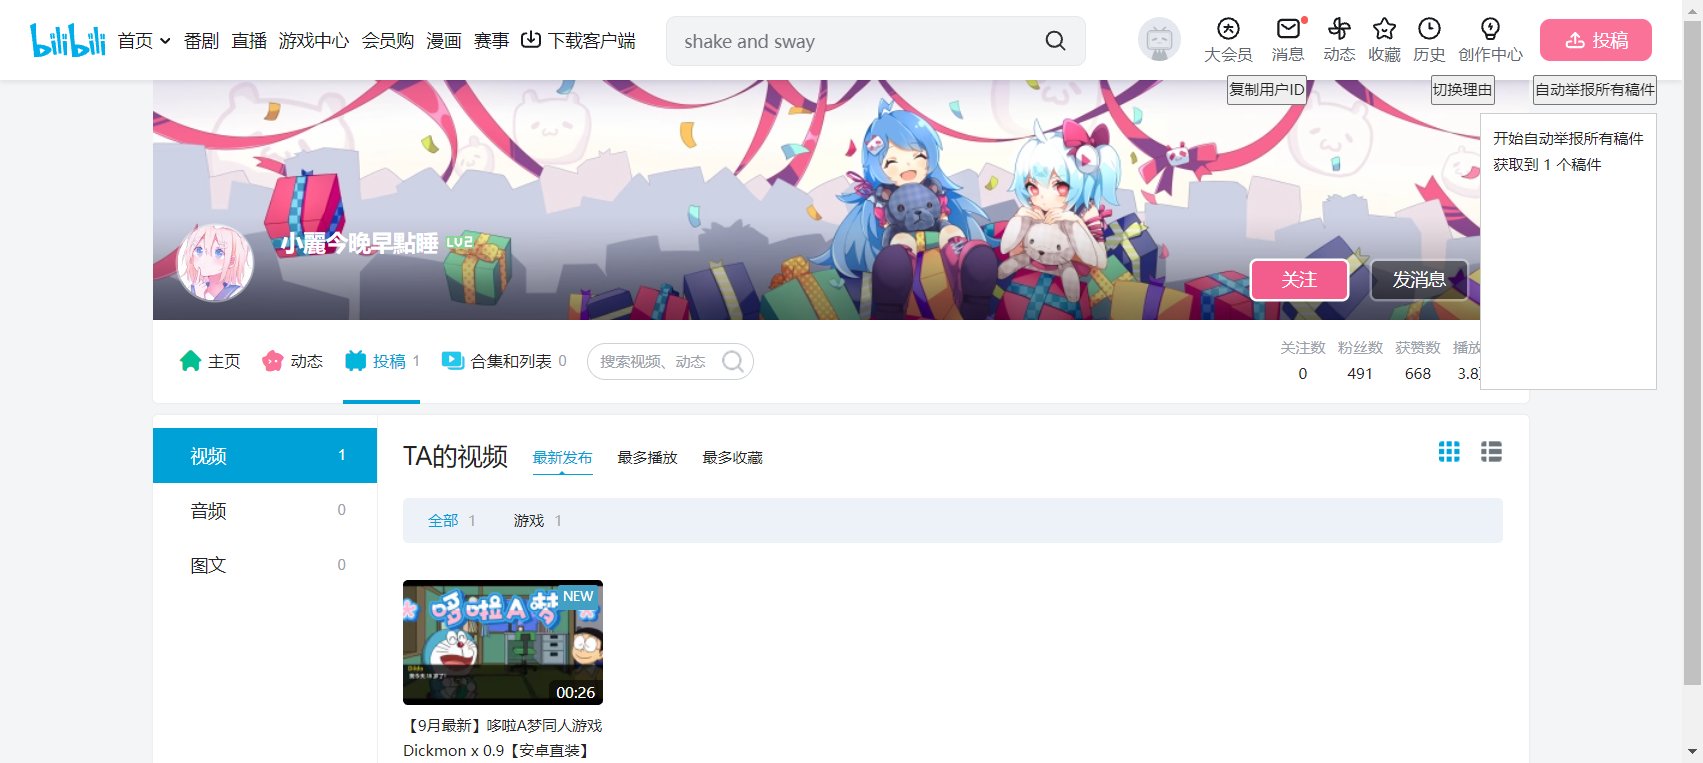 bilibili
首页 番剧 直播 游戏中心 会员购 漫画 赛事 下载客户端
shake and sway
大会员 消息 动态 收藏 历史 创作中心 投稿
复制用户ID 切换理由 自动举报所有稿件
开始自动举报所有稿件
获取到 1 个稿件
小麗今晚早點睡 LV2
关注 发消息
主页 动态 投稿 1 合集和列表 0 搜索视频、动态
关注数 粉丝数 获赞数 播放
0 491 668 3.8
视频 1
音频 0
图文 0
TA的视频 最新发布 最多播放 最多收藏
全部 1 游戏 1
哆啦A梦
NEW
00:26
【9月最新】哆啦A梦同人游戏
Dickmon x 0.9【安卓直装】